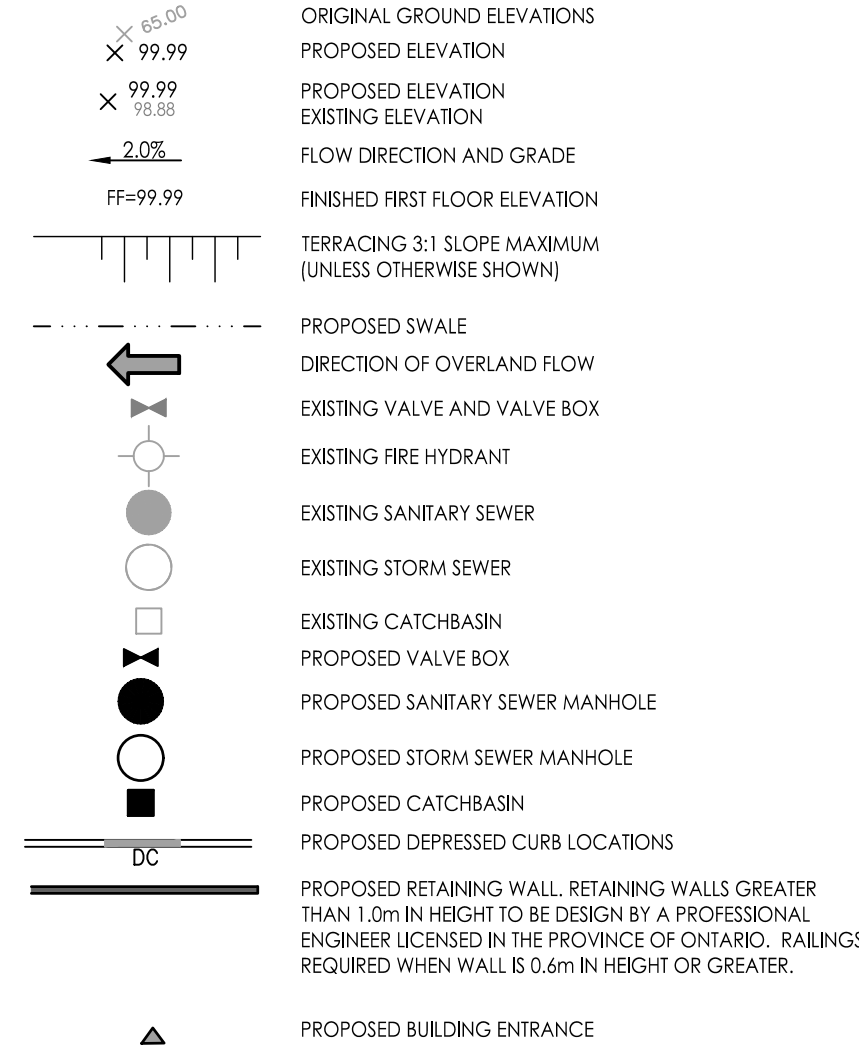 65.00 ORIGINAL GROUND ELEVATIONS
99.99 PROPOSED ELEVATION
99.99 PROPOSED ELEVATION
98.88 EXISTING ELEVATION
2.0% FLOW DIRECTION AND GRADE
FF=99.99 FINISHED FIRST FLOOR ELEVATION
TERRACING 3:1 SLOPE MAXIMUM
(UNLESS OTHERWISE SHOWN)
PROPOSED SWALE
DIRECTION OF OVERLAND FLOW
EXISTING VALVE AND VALVE BOX
EXISTING FIRE HYDRANT
EXISTING SANITARY SEWER
EXISTING STORM SEWER
EXISTING CATCHBASIN
PROPOSED VALVE BOX
PROPOSED SANITARY SEWER MANHOLE
PROPOSED STORM SEWER MANHOLE
PROPOSED CATCHBASIN
DC PROPOSED DEPRESSED CURB LOCATIONS
PROPOSED RETAINING WALL. RETAINING WALLS GREATER
THAN 1.0m IN HEIGHT TO BE DESIGN BY A PROFESSIONAL
ENGINEER LICENSED IN THE PROVINCE OF ONTARIO. RAILINGS
REQUIRED WHEN WALL IS 0.6m IN HEIGHT OR GREATER.
PROPOSED BUILDING ENTRANCE